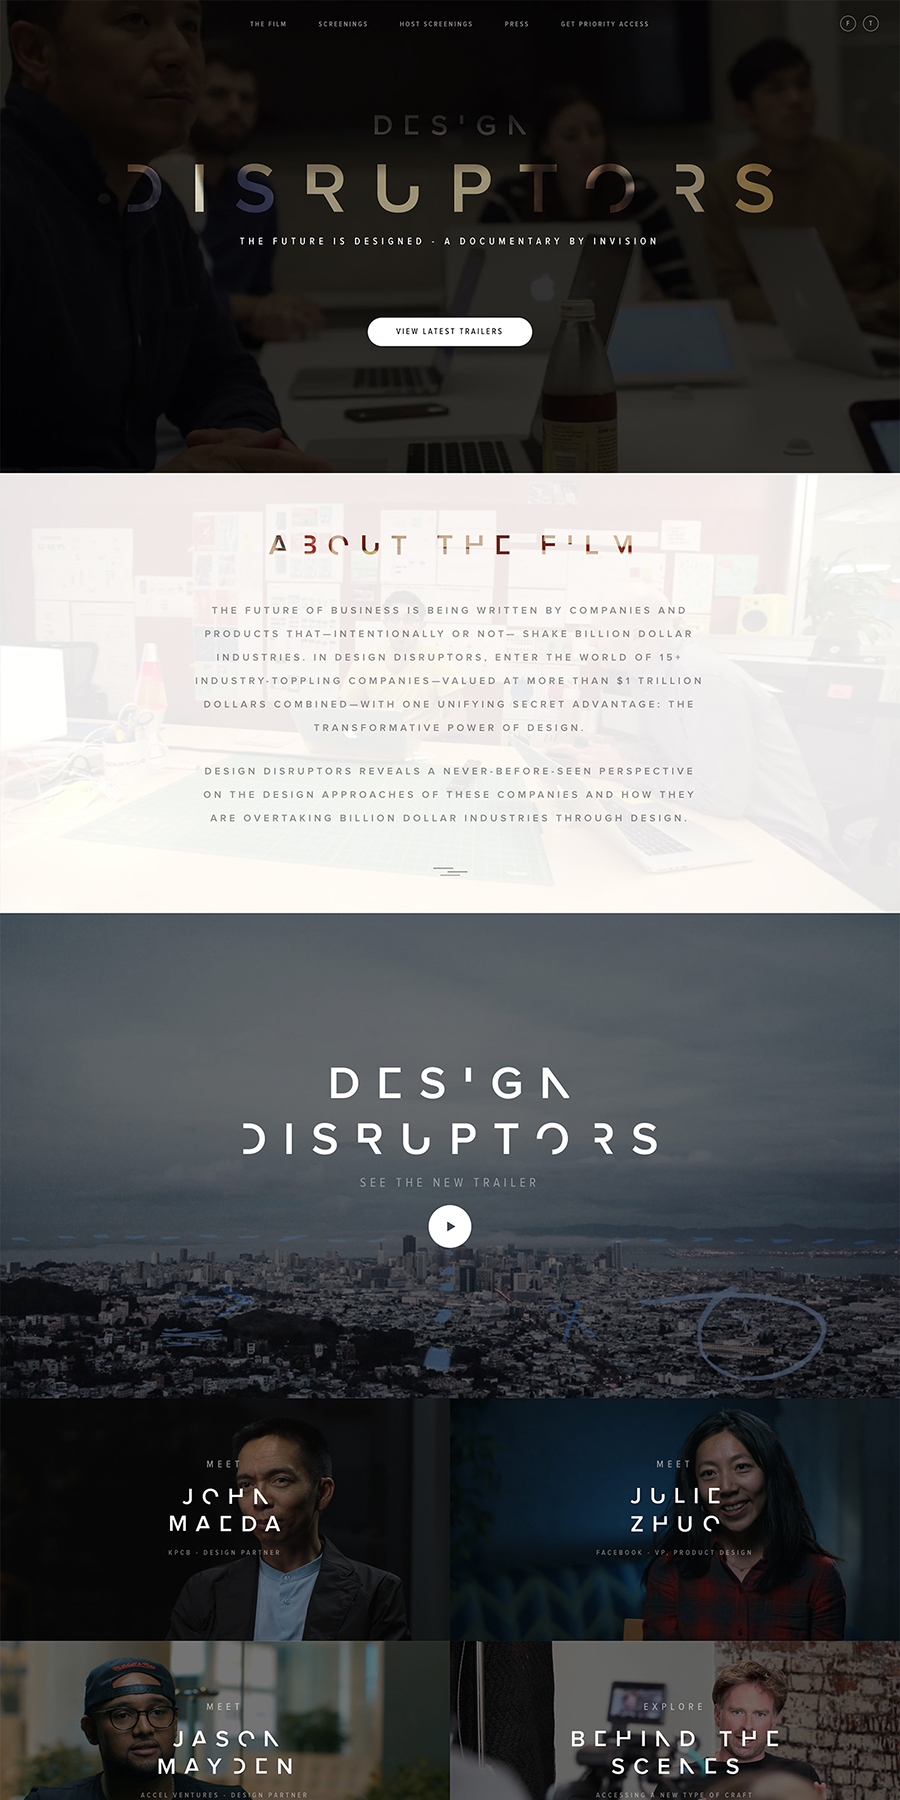 THE FILM SCREENINGS HOST SCREENINGS PRESS GET PRIORITY ACCESS F T
DESIGN
DISRUPTORS
THE FUTURE IS DESIGNED - A DOCUMENTARY BY INVISION
VIEW LATEST TRAILERS
ABOUT THE FILM
THE FUTURE OF BUSINESS IS BEING WRITTEN BY COMPANIES AND
PRODUCTS THAT—INTENTIONALLY OR NOT— SHAKE BILLION DOLLAR
INDUSTRIES. IN DESIGN DISRUPTORS, ENTER THE WORLD OF 15+
INDUSTRY-TOPPLING COMPANIES—VALUED AT MORE THAN $1 TRILLION
DOLLARS COMBINED—WITH ONE UNIFYING SECRET ADVANTAGE: THE
TRANSFORMATIVE POWER OF DESIGN.
DESIGN DISRUPTORS REVEALS A NEVER-BEFORE-SEEN PERSPECTIVE
ON THE DESIGN APPROACHES OF THESE COMPANIES AND HOW THEY
ARE OVERTAKING BILLION DOLLAR INDUSTRIES THROUGH DESIGN.
DESIGN
DISRUPTORS
SEE THE NEW TRAILER
MEET
JOHN
MAEDA
KPCB - DESIGN PARTNER
MEET
JULIE
ZHUO
FACEBOOK - VP, PRODUCT DESIGN
MEET
JASON
MAYDEN
ACCEL VENTURES - DESIGN PARTNER
EXPLORE
BEHIND THE
SCENES
ACCESSING A NEW TYPE OF CRAFT